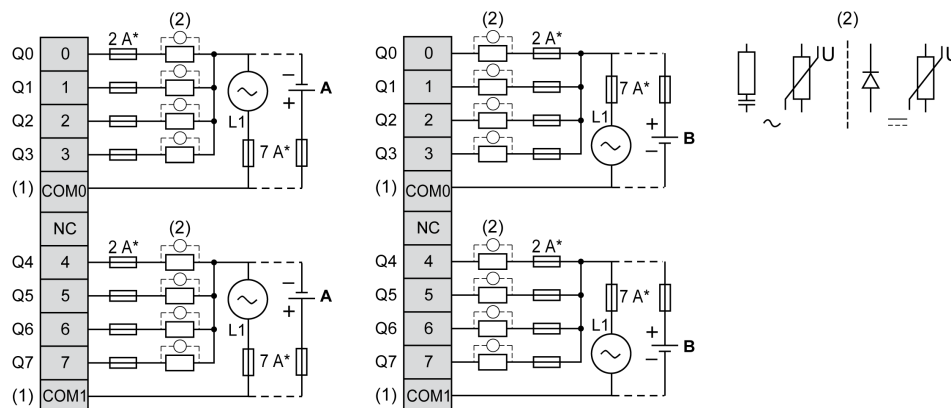 (2)
Q0 0 2 A*
Q1 1 A
Q2 2 L1
Q3 3 7 A*
(1) COM0
NC
(2)
Q4 4 2 A*
Q5 5 A
Q6 6 L1
Q7 7 7 A*
(1) COM1
(2)
Q0 0 2 A*
Q1 1 7 A*
Q2 2 L1
Q3 3 B
(1) COM0
NC
(2)
Q4 4 2 A*
Q5 5 7 A*
Q6 6 L1
Q7 7 B
(1) COM1
(2)
U U